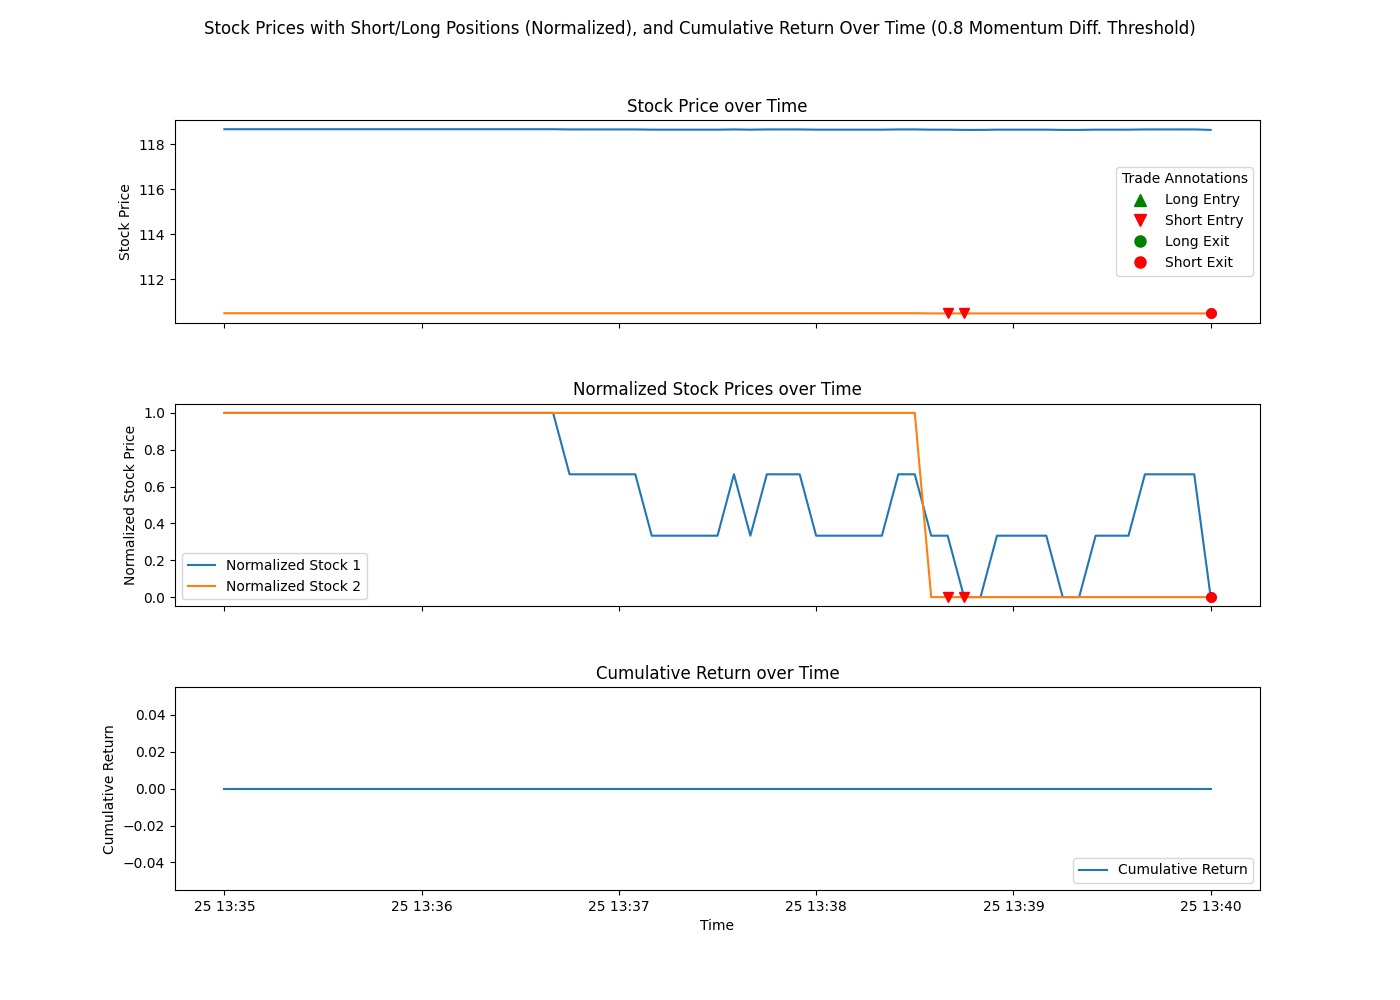 Stock Prices with Short/Long Positions (Normalized), and Cumulative Return Over Time (0.8 Momentum Diff. Threshold)
Stock Price over Time
Stock Price
118
116
114
112
Trade Annotations
Long Entry
Short Entry
Long Exit
Short Exit
Normalized Stock Prices over Time
Normalized Stock Price
1.0
0.8
0.6
0.4
0.2
0.0
Normalized Stock 1
Normalized Stock 2
Cumulative Return over Time
Cumulative Return
0.04
0.02
0.00
−0.02
−0.04
Cumulative Return
25 13:35 25 13:36 25 13:37 25 13:38 25 13:39 25 13:40
Time